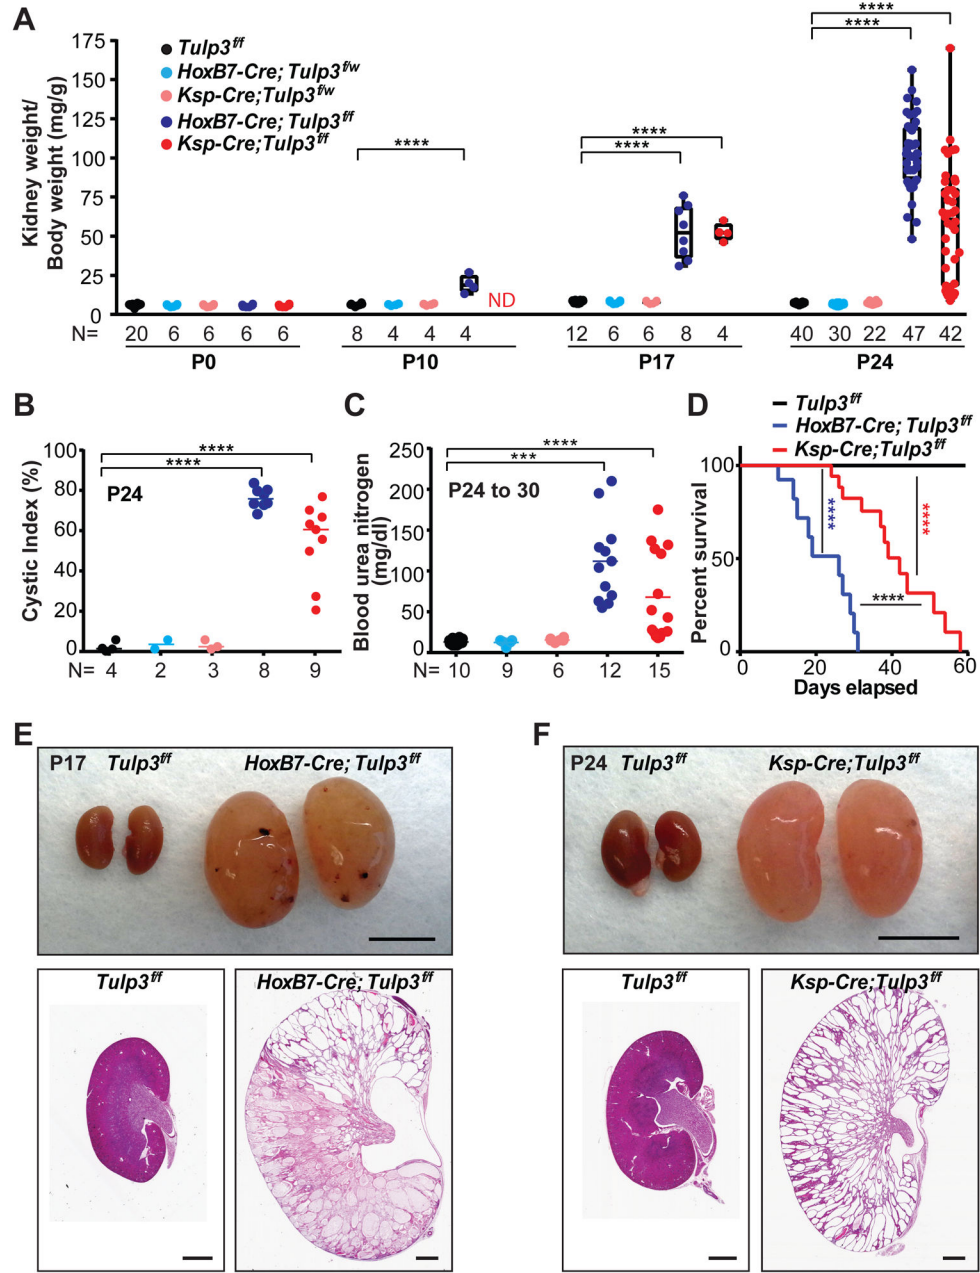 A
Kidney weight/
Body weight (mg/g)
175
150
125
100
75
50
25
0
Tulp3f/f
HoxB7-Cre; Tulp3f/w
Ksp-Cre;Tulp3f/w
HoxB7-Cre; Tulp3f/f
Ksp-Cre;Tulp3f/f
****
****
****
****
****
ND
N= 20 6 6 6 6 8 4 4 4 12 6 6 8 4 40 30 22 47 42
P0 P10 P17 P24
B
Cystic Index (%)
100
80
60
40
20
0
****
****
P24
N= 4 2 3 8 9
C
Blood urea nitrogen
(mg/dl)
250
200
150
100
50
0
****
***
P24 to 30
N= 10 9 6 12 15
D
Tulp3f/f
HoxB7-Cre; Tulp3f/f
Ksp-Cre;Tulp3f/f
Percent survival
100
50
0
****
****
****
0 20 40 60
Days elapsed
E
P17 Tulp3f/f HoxB7-Cre; Tulp3f/f
Tulp3f/f HoxB7-Cre; Tulp3f/f
F
P24 Tulp3f/f Ksp-Cre;Tulp3f/f
Tulp3f/f Ksp-Cre;Tulp3f/f